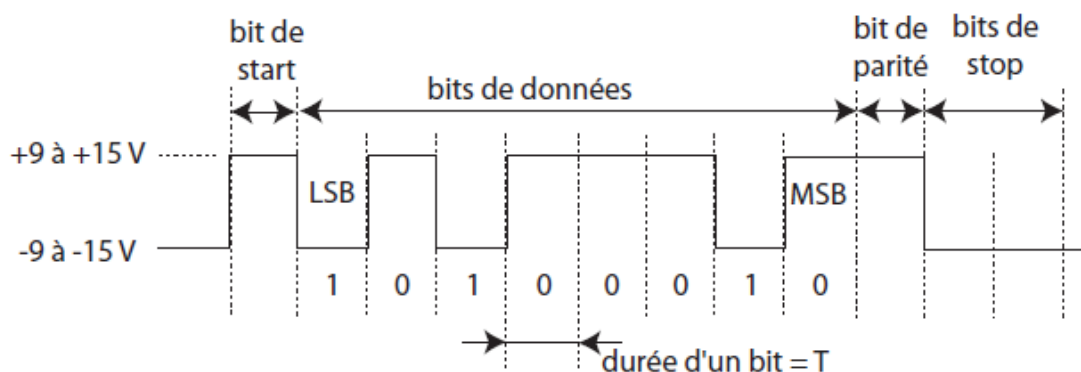 bit de
start
bits de données
bit de
parité
bits de
stop
+9 à +15 V
LSB
MSB
-9 à -15 V
1 0 1 0 0 0 1 0
durée d'un bit = T